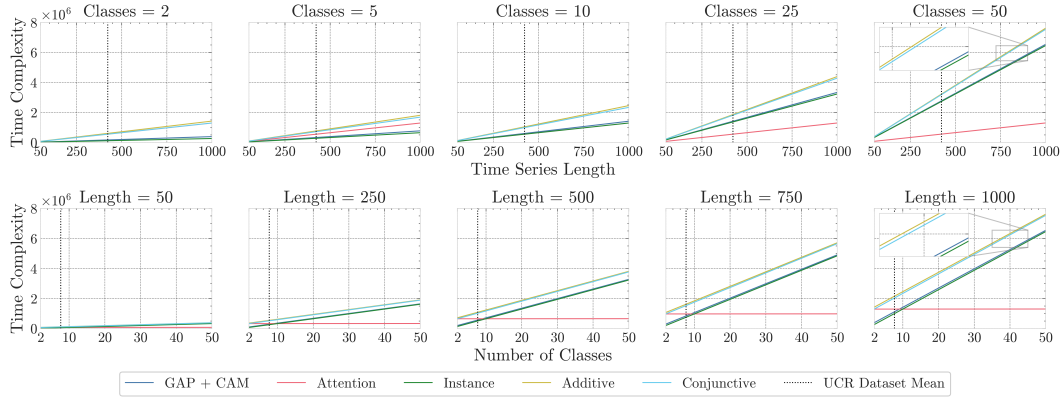 Classes = 2 Classes = 5 Classes = 10 Classes = 25 Classes = 50
×10⁶
8
6
4
2
0
Time Complexity
50 250 500 750 1000 50 250 500 750 1000 50 250 500 750 1000 50 250 500 750 1000 50 250 500 750 1000
Time Series Length
Length = 50 Length = 250 Length = 500 Length = 750 Length = 1000
×10⁶
8
6
4
2
0
Time Complexity
2 10 20 30 40 50 2 10 20 30 40 50 2 10 20 30 40 50 2 10 20 30 40 50 2 10 20 30 40 50
Number of Classes
GAP + CAM Attention Instance Additive Conjunctive UCR Dataset Mean